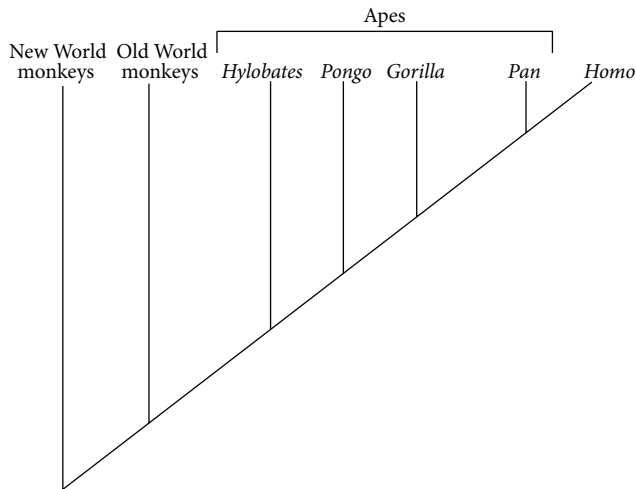 Apes
New World
monkeys
Old World
monkeys
Hylobates
Pongo
Gorilla
Pan
Homo